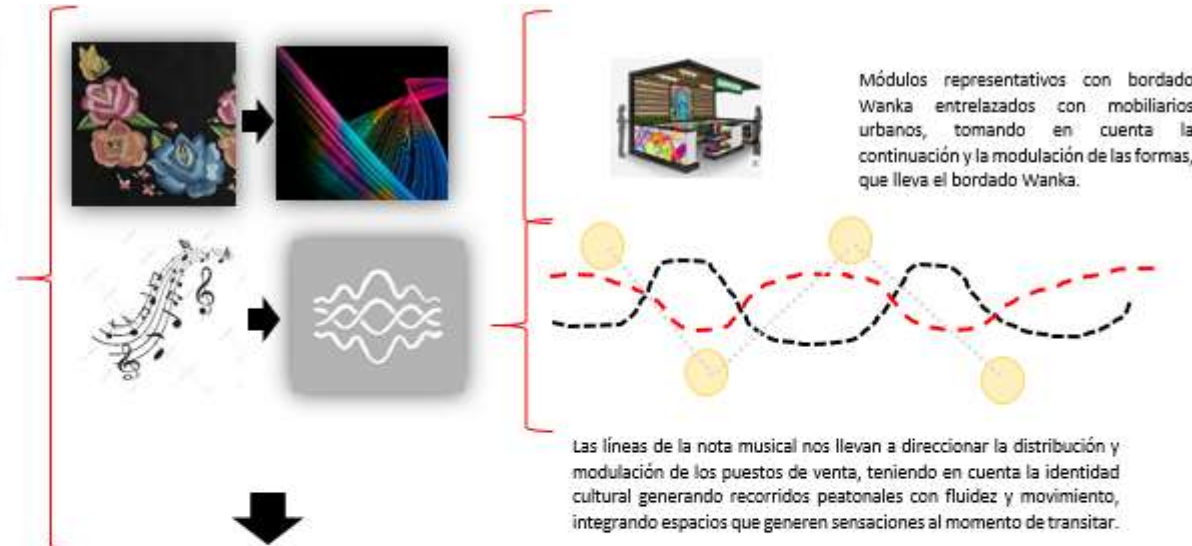 Módulos representativos con bordado
Wanka entrelazados con mobiliarios
urbanos, tomando en cuenta la
continuación y la modulación de las formas,
que lleva el bordado Wanka.
Las líneas de la nota musical nos llevan a direccionar la distribución y
modulación de los puestos de venta, teniendo en cuenta la identidad
cultural generando recorridos peatonales con fluidez y movimiento,
integrando espacios que generen sensaciones al momento de transitar.